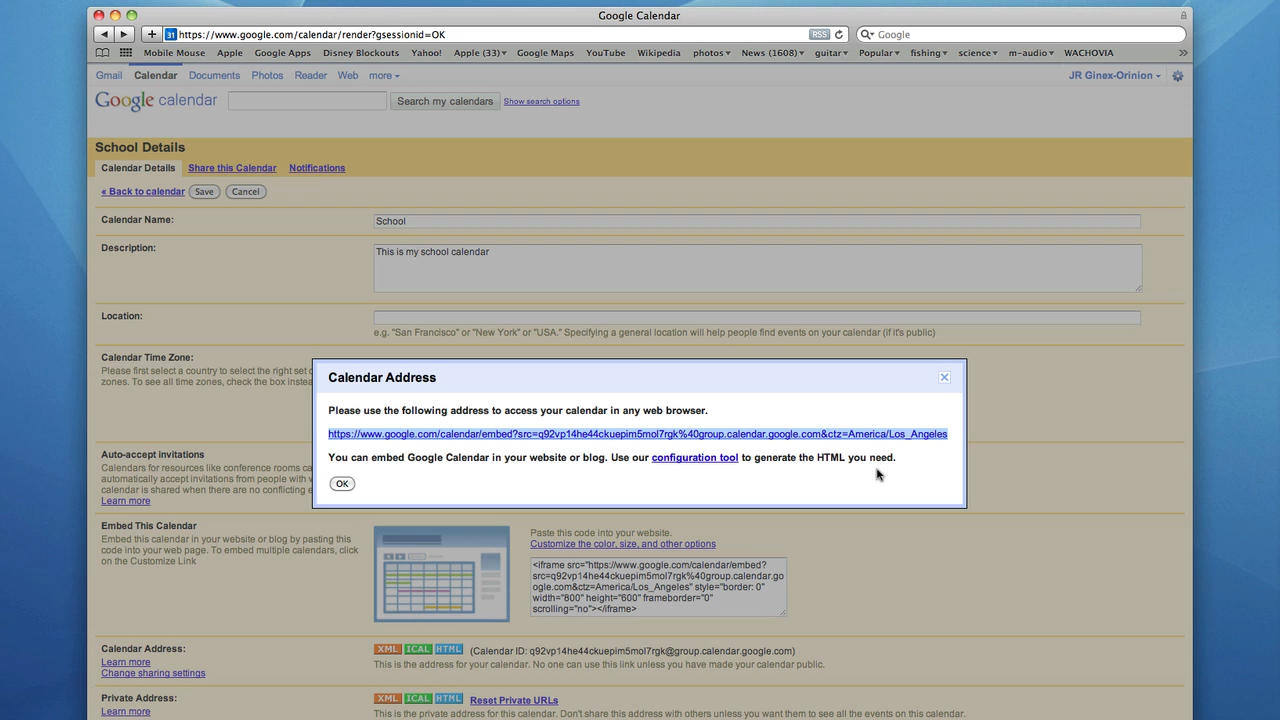 Google Calendar
https://www.google.com/calendar/render?gsessionid=OK
RSS
Google
Mobile Mouse Apple Google Apps Disney Blockouts Yahoo! Apple (33) Google Maps YouTube Wikipedia photos News (1608) guitar Popular fishing science m-audio WACHOVIA
Gmail Calendar Documents Photos Reader Web more
JR Ginex-Orinion
Google calendar
Search my calendars
Show search options
School Details
Calendar Details Share this Calendar Notifications
« Back to calendar Save Cancel
Calendar Name:
School
Description:
This is my school calendar
Location:
e.g. "San Francisco" or "New York" or "USA." Specifying a general location will help people find events on your calendar (if it's public)
Calendar Time Zone:
Please first select a country to select the right set
zones. To see all time zones, check the box
Calendar Address
Please use the following address to access your calendar in any web browser.
https://www.google.com/calendar/embed?src=q92vp14he44ckuepim5mol7rgk%40group.calendar.google.com&ctz=America/Los_Angeles
You can embed Google Calendar in your website or blog. Use our configuration tool to generate the HTML you need.
OK
Auto-accept invitations
Calendars for resources like conference rooms
automatically accept invitations from people with
calendar is shared when there are no conflicting
Learn more
Embed This Calendar
Embed this calendar in your website or blog by pasting this
code into your web page. To embed multiple calendars, click
on the Customize Link
Paste this code into your website.
Customize the color, size, and other options
<iframe src="https://www.google.com/calendar/embed?
src=q92vp14he44ckuepim5mol7rgk%40group.calendar.go
ogle.com&ctz=America/Los_Angeles" style="border: 0"
width="800" height="600" frameborder="0"
scrolling="no"></iframe>
Calendar Address:
Learn more
Change sharing settings
XML ICAL HTML (Calendar ID: q92vp14he44ckuepim5mol7rgk@group.calendar.google.com)
This is the address for your calendar. No one can use this link unless you have made your calendar public.
Private Address:
Learn more
XML ICAL HTML Reset Private URLs
This is the private address for this calendar. Don't share this address with others unless you want them to see all the events on this calendar.